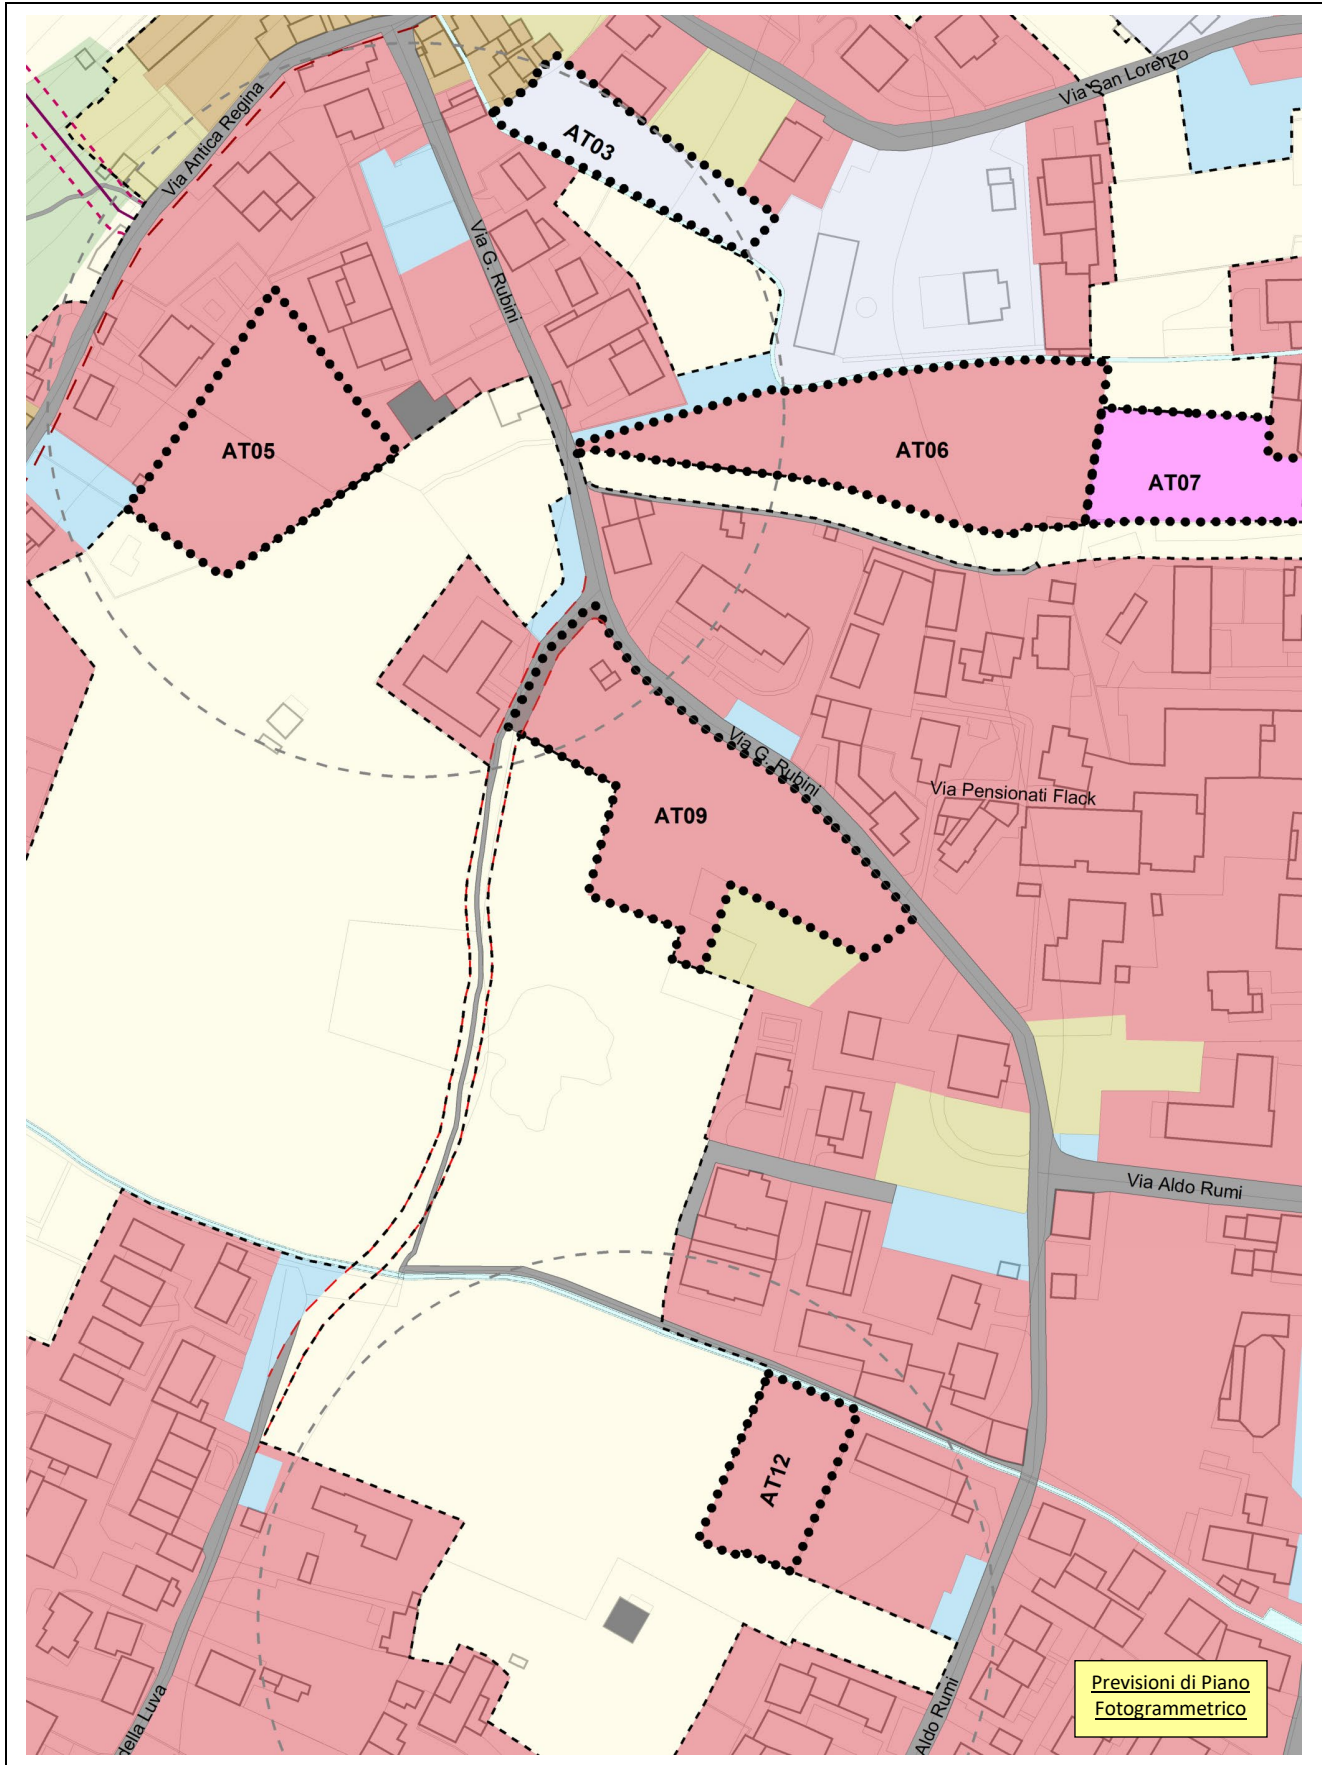 Via San Lorenzo
Via Antica Regina
AT03
Via G. Rubini
AT05
AT06
AT07
Via G. Rubini
Via Pensionati Flack
AT09
Via Aldo Rumi
AT12
della Luva
Aldo Rumi
Previsioni di Piano
Fotogrammetrico